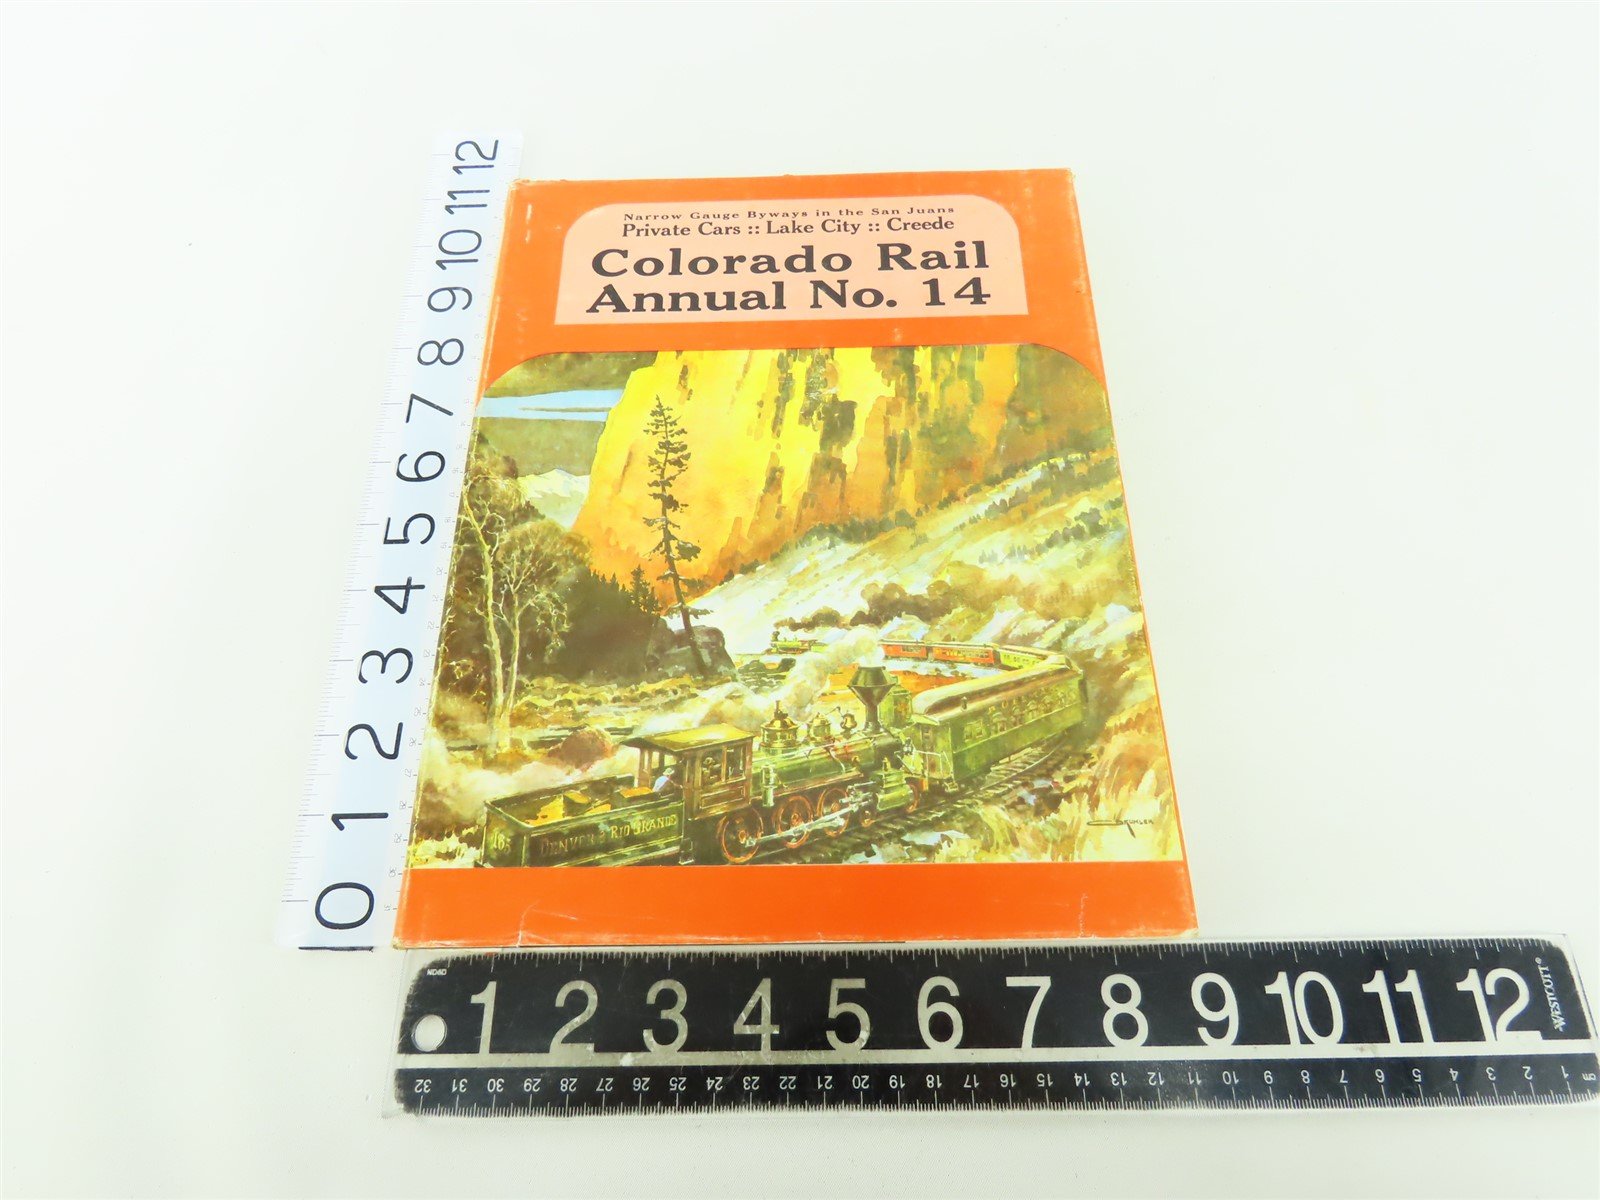 Narrow Gauge Byways in the San Juans
Private Cars :: Lake City :: Creede
Colorado Rail
Annual No. 14
165 DENVER & RIO GRANDE
12
11
10
9
8
7
6
5
4
3
2
1
0
1 2 3 4 5 6 7 8 9 10 11 12
WESTCOTT®
32 31 30 29 28 27 26 25 24 23 22 21 20 19 18 17 16 15 14 13 12 11 10 9 8 7 6 5 4 3 2 1 cm